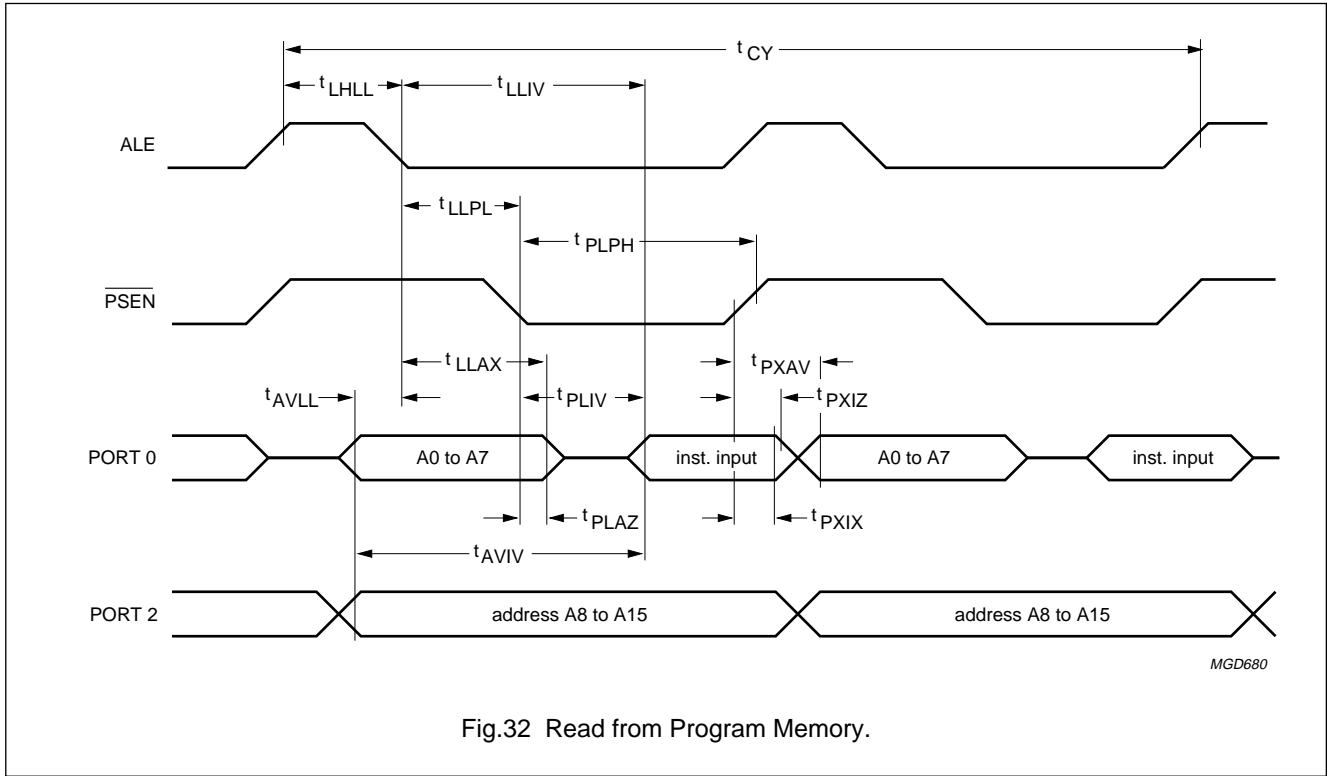 t CY
t LHLL
t LLIV
ALE
t LLPL
t PLPH
PSEN
t LLAX
t PXAV
t AVLL
t PLIV
t PXIZ
PORT 0
A0 to A7
inst. input
A0 to A7
inst. input
t PLAZ
t PXIX
t AVIV
PORT 2
address A8 to A15
address A8 to A15
MGD680
Fig.32 Read from Program Memory.